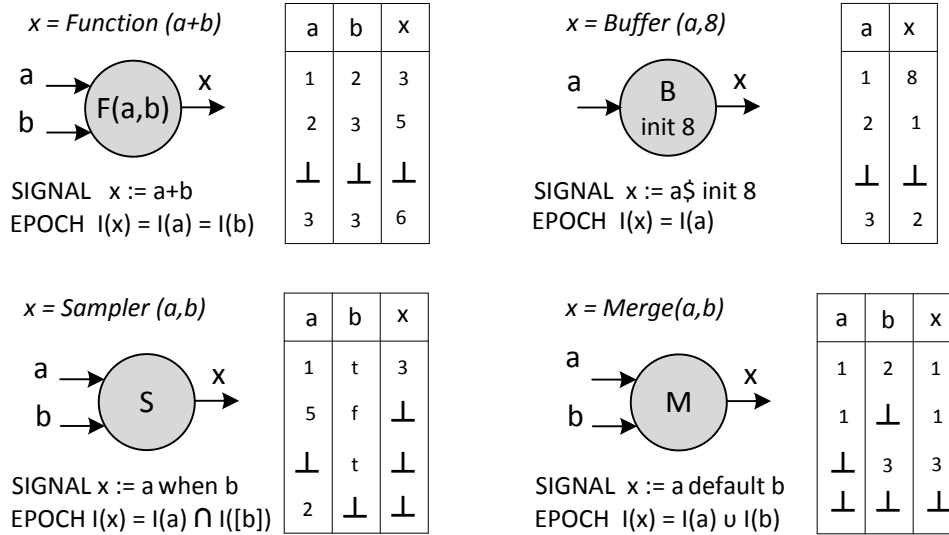 x = Function (a+b)
a
b
F(a,b)
x
SIGNAL x := a+b
EPOCH I(x) = I(a) = I(b)
a b x
1 2 3
2 3 5
⊥ ⊥ ⊥
3 3 6
x = Buffer (a,8)
a
B
init 8
x
SIGNAL x := a$ init 8
EPOCH I(x) = I(a)
a x
1 8
2 1
⊥ ⊥
3 2
x = Sampler (a,b)
a
b
S
x
SIGNAL x := a when b
EPOCH I(x) = I(a) ∩ I([b])
a b x
1 t 3
5 f ⊥
⊥ t ⊥
2 ⊥ ⊥
x = Merge(a,b)
a
b
M
x
SIGNAL x := a default b
EPOCH I(x) = I(a) ∪ I(b)
a b x
1 2 1
1 ⊥ 1
⊥ 3 3
⊥ ⊥ ⊥